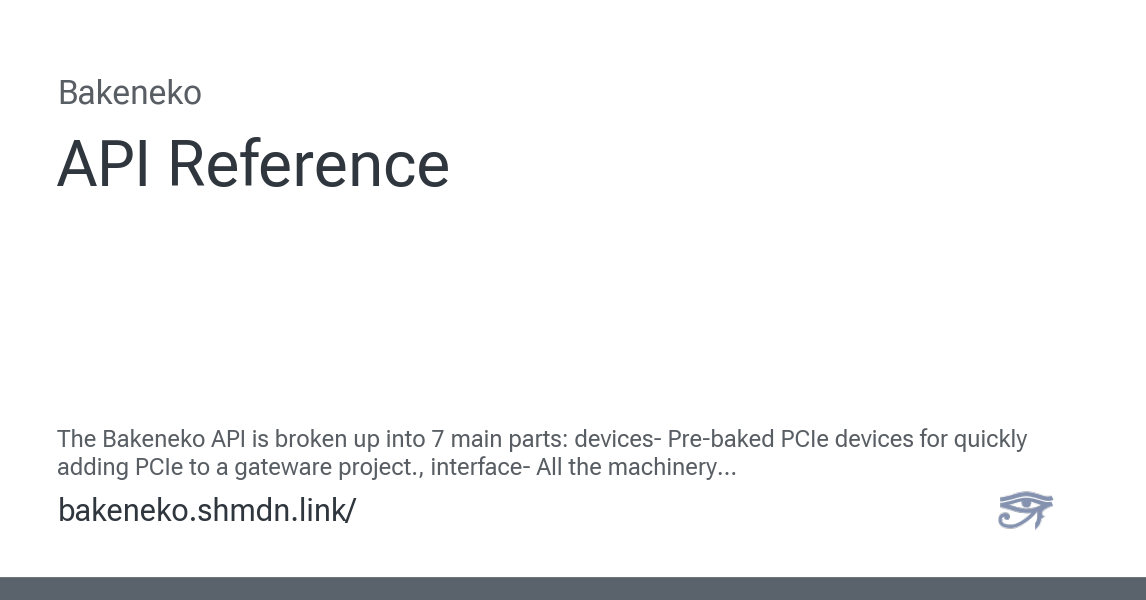 Bakeneko
API Reference
The Bakeneko API is broken up into 7 main parts: devices- Pre-baked PCIe devices for quickly
adding PCIe to a gateware project., interface- All the machinery...
bakeneko.shmdn.link/